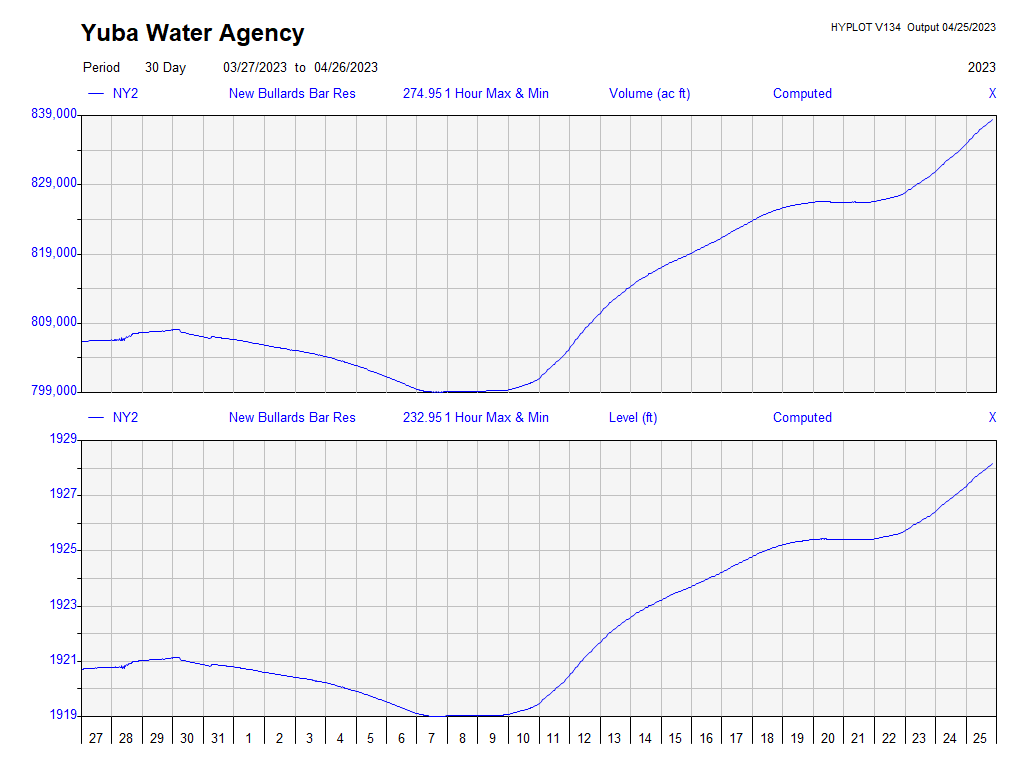 Yuba Water Agency
HYPLOT V134 Output 04/25/2023
Period 30 Day 03/27/2023 to 04/26/2023 2023
NY2 New Bullards Bar Res 274.95 1 Hour Max & Min Volume (ac ft) Computed X
839,000
829,000
819,000
809,000
799,000
NY2 New Bullards Bar Res 232.95 1 Hour Max & Min Level (ft) Computed X
1929
1927
1925
1923
1921
1919
27 28 29 30 31 1 2 3 4 5 6 7 8 9 10 11 12 13 14 15 16 17 18 19 20 21 22 23 24 25